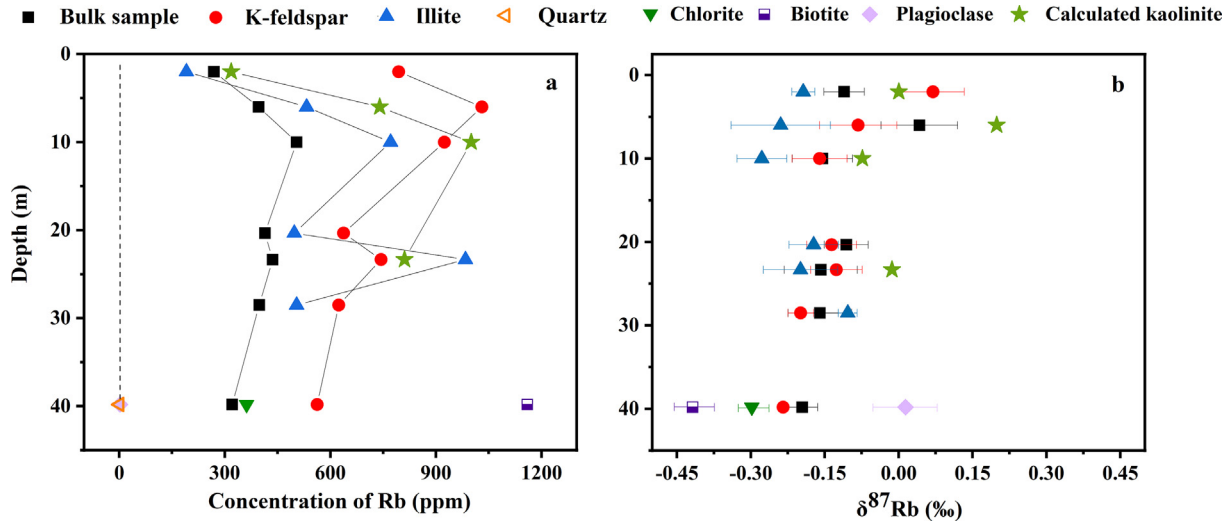 Bulk sample K-feldspar Illite Quartz Chlorite Biotite Plagioclase Calculated kaolinite
a
0
10
20
30
40
Depth (m)
0 300 600 900 1200
Concentration of Rb (ppm)
b
0
10
20
30
40
-0.45 -0.30 -0.15 0.00 0.15 0.30 0.45
δ⁸⁷Rb (‰)